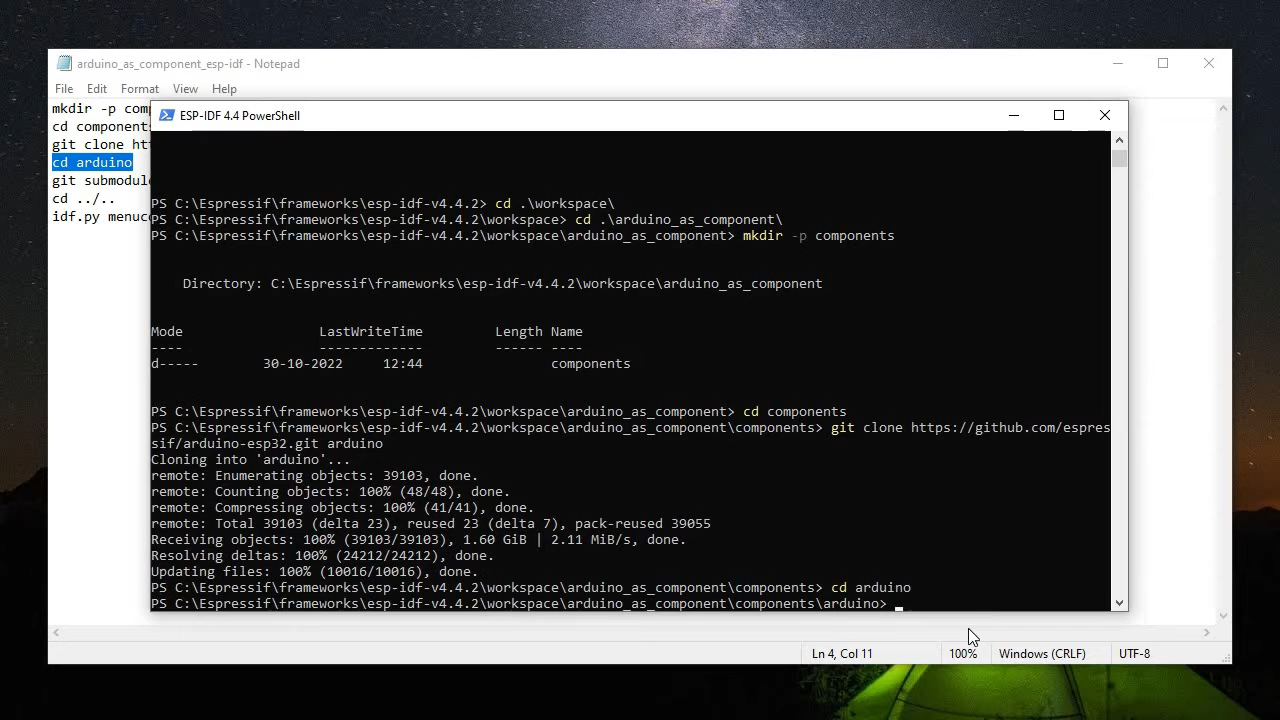 arduino_as_component_esp-idf - Notepad
File Edit Format View Help
mkdir -p com
cd component
git clone ht
cd arduino
git submodule
cd ../..
idf.py menuc
ESP-IDF 4.4 PowerShell
PS C:\Espressif\frameworks\esp-idf-v4.4.2> cd .\workspace\
PS C:\Espressif\frameworks\esp-idf-v4.4.2\workspace> cd .\arduino_as_component\
PS C:\Espressif\frameworks\esp-idf-v4.4.2\workspace\arduino_as_component> mkdir -p components
Directory: C:\Espressif\frameworks\esp-idf-v4.4.2\workspace\arduino_as_component
Mode LastWriteTime Length Name
---- ------------- ------ ----
d----- 30-10-2022 12:44 components
PS C:\Espressif\frameworks\esp-idf-v4.4.2\workspace\arduino_as_component> cd components
PS C:\Espressif\frameworks\esp-idf-v4.4.2\workspace\arduino_as_component\components> git clone https://github.com/espres
sif/arduino-esp32.git arduino
Cloning into 'arduino'...
remote: Enumerating objects: 39103, done.
remote: Counting objects: 100% (48/48), done.
remote: Compressing objects: 100% (41/41), done.
remote: Total 39103 (delta 23), reused 23 (delta 7), pack-reused 39055
Receiving objects: 100% (39103/39103), 1.60 GiB | 2.11 MiB/s, done.
Resolving deltas: 100% (24212/24212), done.
Updating files: 100% (10016/10016), done.
PS C:\Espressif\frameworks\esp-idf-v4.4.2\workspace\arduino_as_component\components> cd arduino
PS C:\Espressif\frameworks\esp-idf-v4.4.2\workspace\arduino_as_component\components\arduino>
Ln 4, Col 11 100% Windows (CRLF) UTF-8